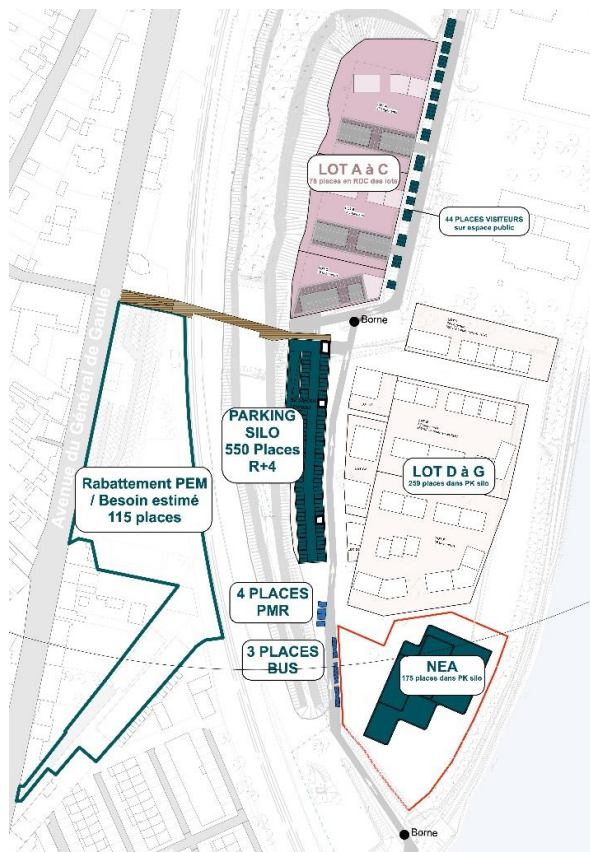 LOT A à C
78 places en RDC des lots
44 PLACES VISITEURS
sur espace public
Avenue du Général de Gaulle
Borne
PARKING
SILO
550 Places
R+4
Rabattement PEM
/ Besoin estimé
115 places
LOT D à G
259 places dans PK silo
4 PLACES
PMR
3 PLACES
BUS
NEA
175 places dans PK silo
Borne